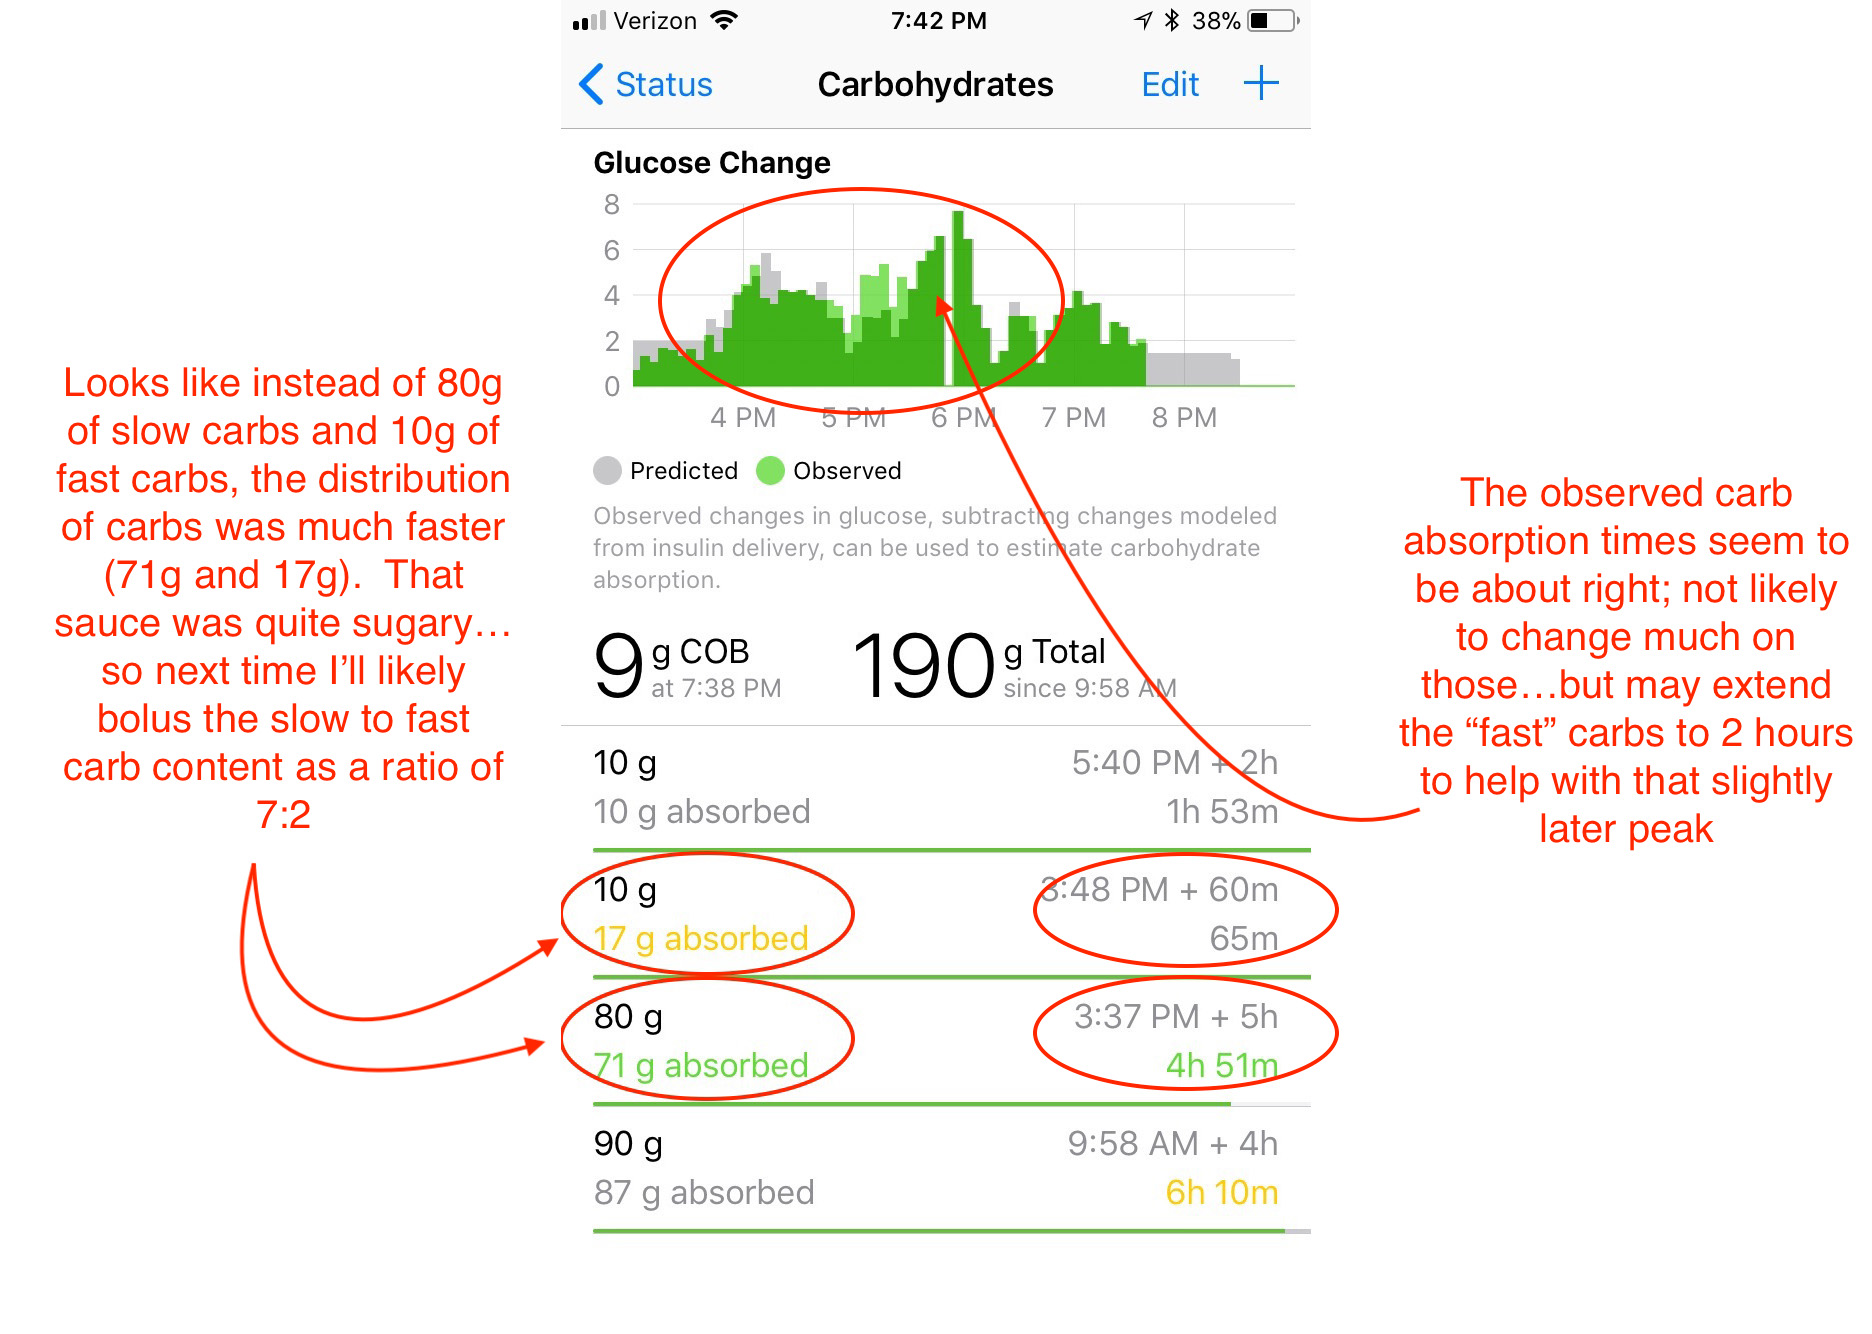 Verizon 7:42 PM 38%
Status Carbohydrates Edit +
Glucose Change
8
6
4
2
0
4 PM 5 PM 6 PM 7 PM 8 PM
Predicted Observed
Observed changes in glucose, subtracting changes modeled
from insulin delivery, can be used to estimate carbohydrate
absorption.
9 g COB
at 7:38 PM
190 g Total
since 9:58 AM
10 g 5:40 PM + 2h
10 g absorbed 1h 53m
10 g 3:48 PM + 60m
17 g absorbed 65m
80 g 3:37 PM + 5h
71 g absorbed 4h 51m
90 g 9:58 AM + 4h
87 g absorbed 6h 10m
Looks like instead of 80g
of slow carbs and 10g of
fast carbs, the distribution
of carbs was much faster
(71g and 17g).  That
sauce was quite sugary…
so next time I’ll likely
bolus the slow to fast
carb content as a ratio of
7:2
The observed carb
absorption times seem to
be about right; not likely
to change much on
those…but may extend
the “fast” carbs to 2 hours
to help with that slightly
later peak